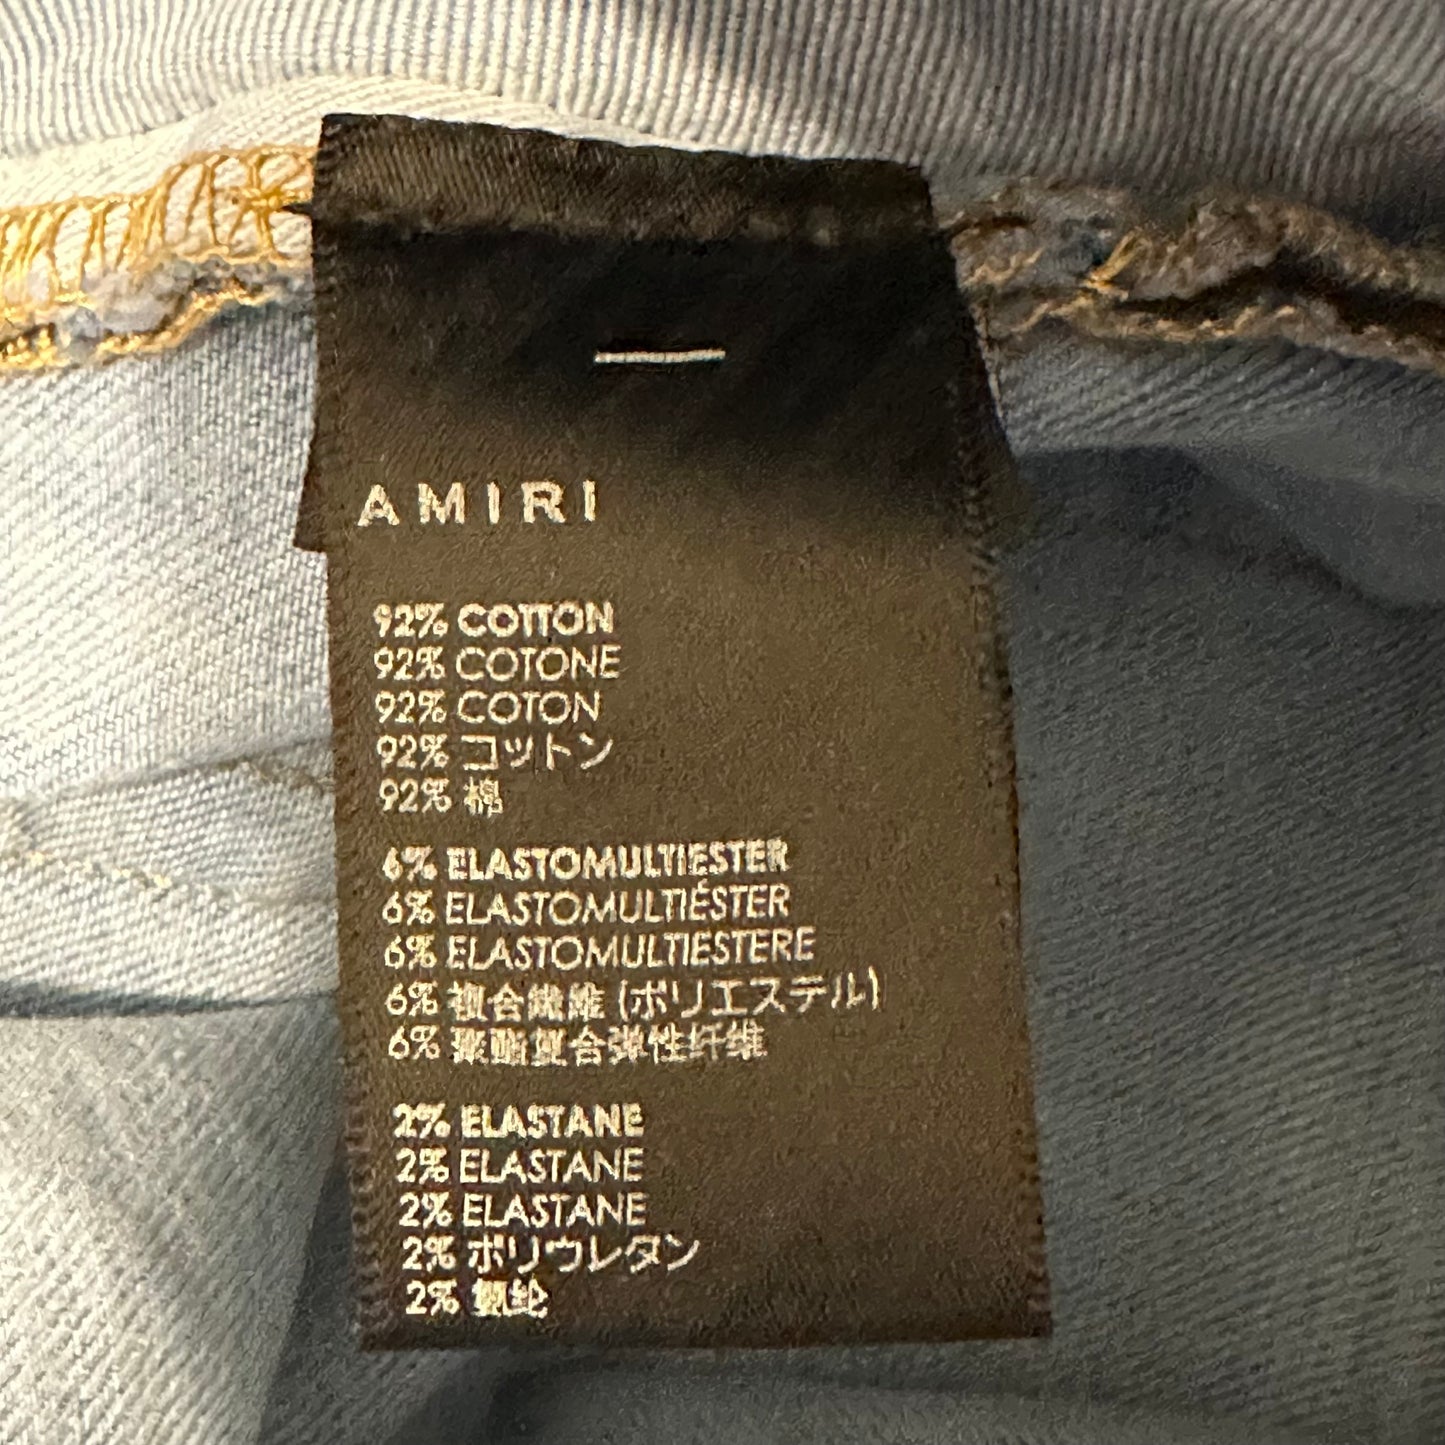 AMIRI
92% COTTON
92% COTONE
92% COTON
92% コットン
92% 棉
6% ELASTOMULTIESTER
6% ELASTOMULTIÉSTER
6% ELASTOMULTIESTERE
6% 複合繊維 (ポリエステル)
6% 聚酯复合弹性纤维
2% ELASTANE
2% ELASTANE
2% ELASTANE
2% ポリウレタン
2% 氨纶